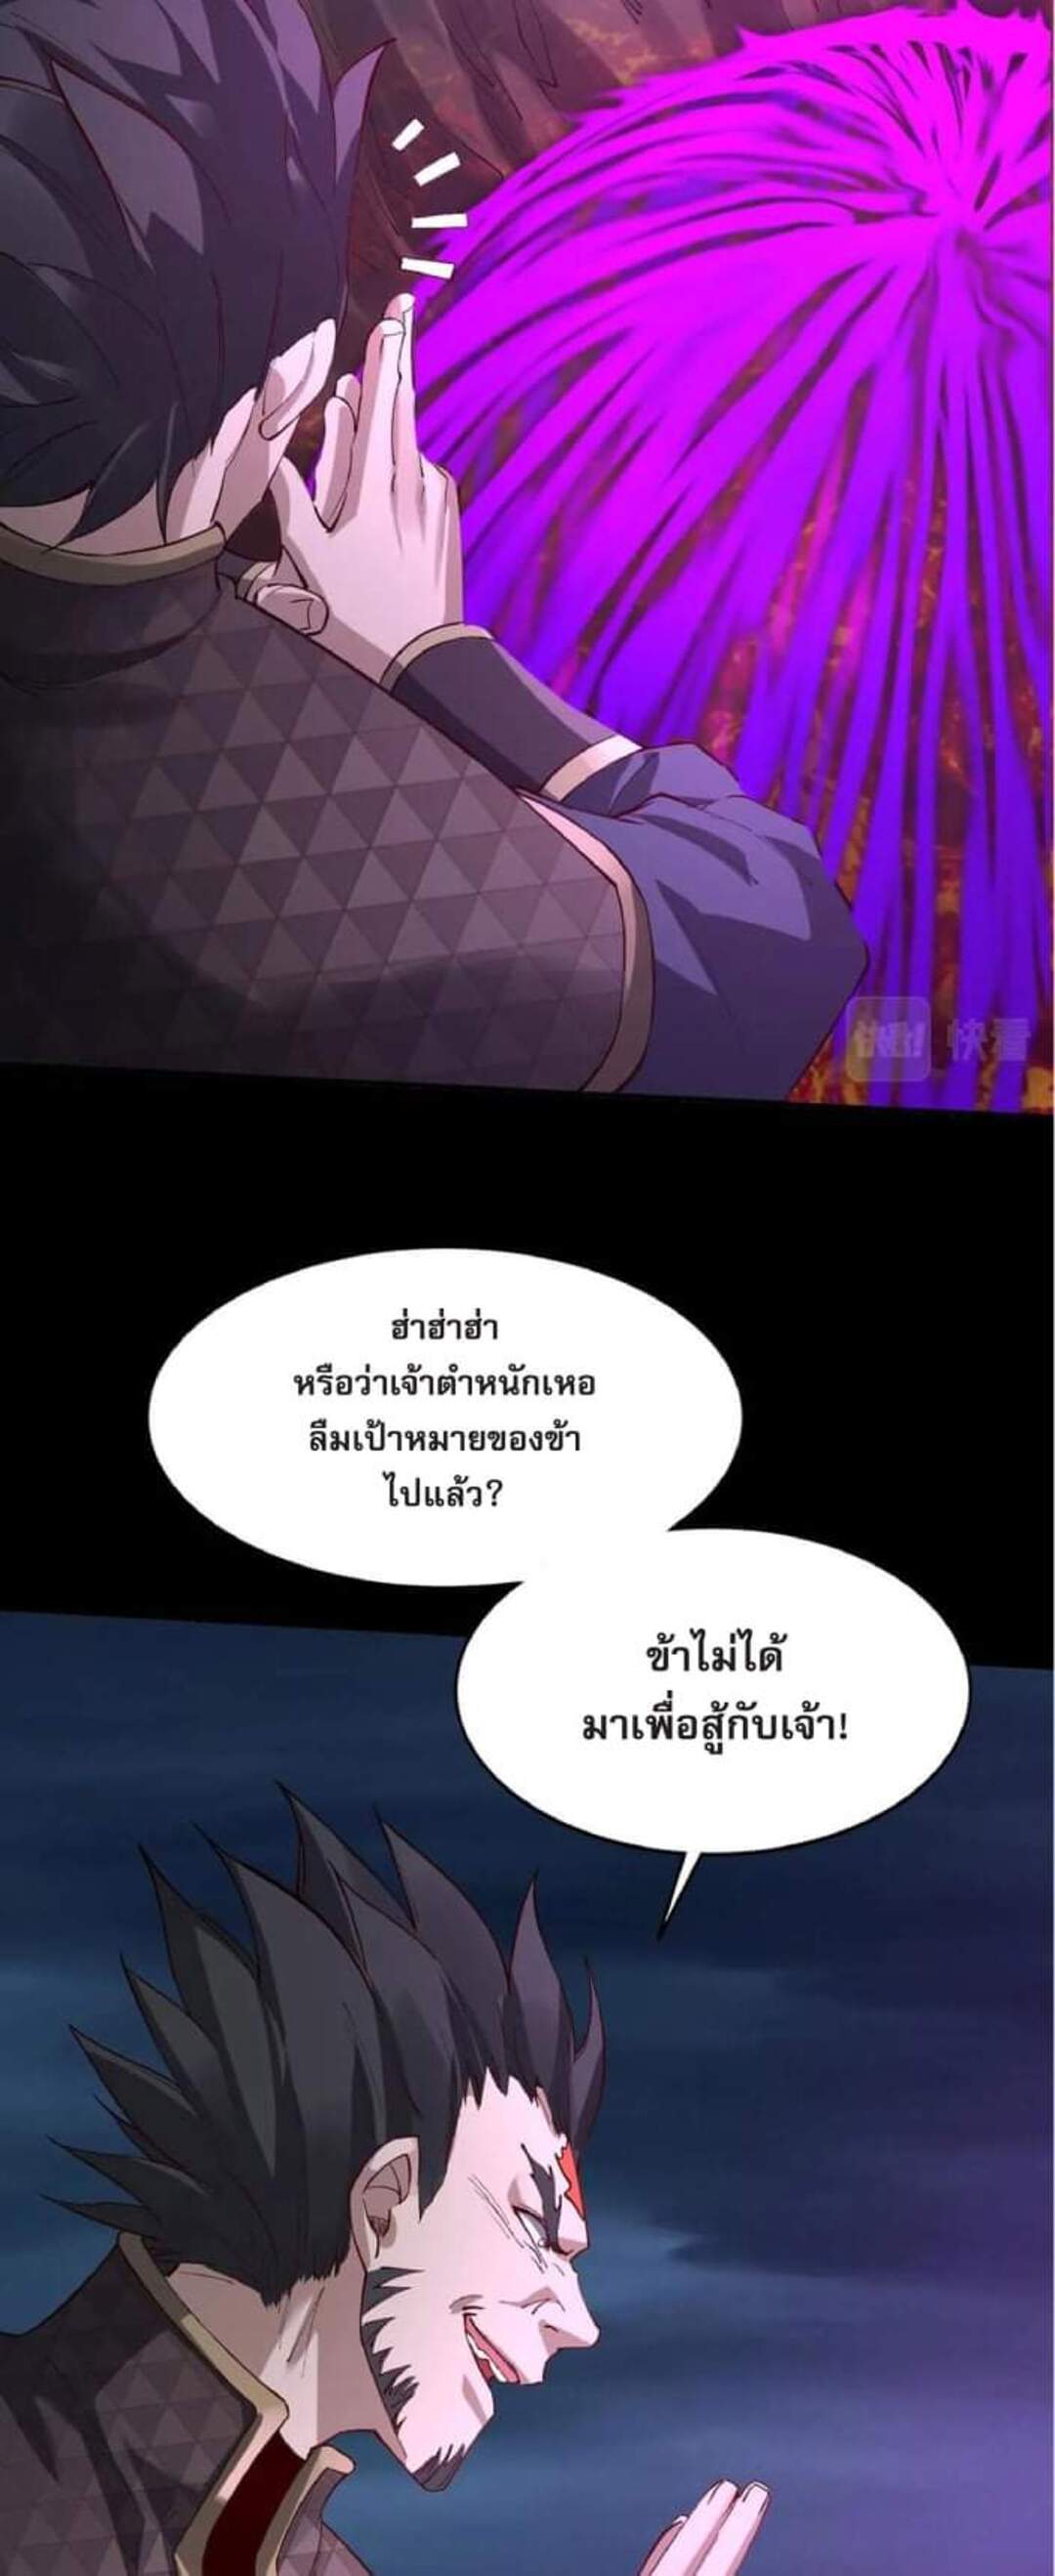 快看! 快看
ฮ่าฮ่าฮ่า
หรือว่าเจ้าตำหนักเหอ
ลืมเป้าหมายของข้า
ไปแล้ว?
ข้าไม่ได้
มาเพื่อสู้กับเจ้า!